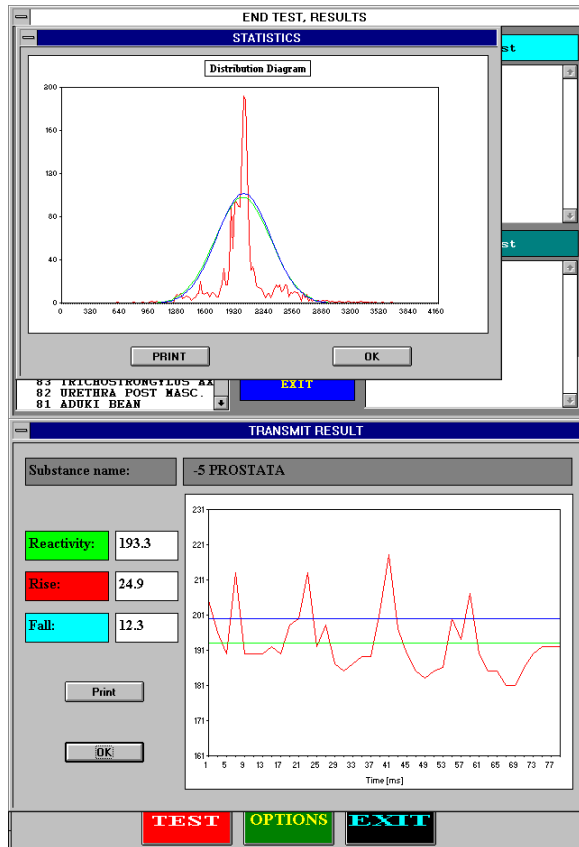 END TEST, RESULTS
STATISTICS
Distribution Diagram
st
200
160
120
80
40
0
0 320 640 960 1280 1600 1920 2240 2560 2880 3200 3520 3840 4160
PRINT OK
st
83 TRICHOSTRONGYLUS AX
82 URETHRA POST MASC.
81 ADUKI BEAN
EXIT
TRANSMIT RESULT
Substance name: -5 PROSTATA
Reactivity: 193.3
Rise: 24.9
Fall: 12.3
Print
OK
231
221
211
201
191
181
171
161
1 5 9 13 17 21 25 29 33 37 41 45 49 53 57 61 65 69 73 77
Time [ms]
TEST OPTIONS EXIT